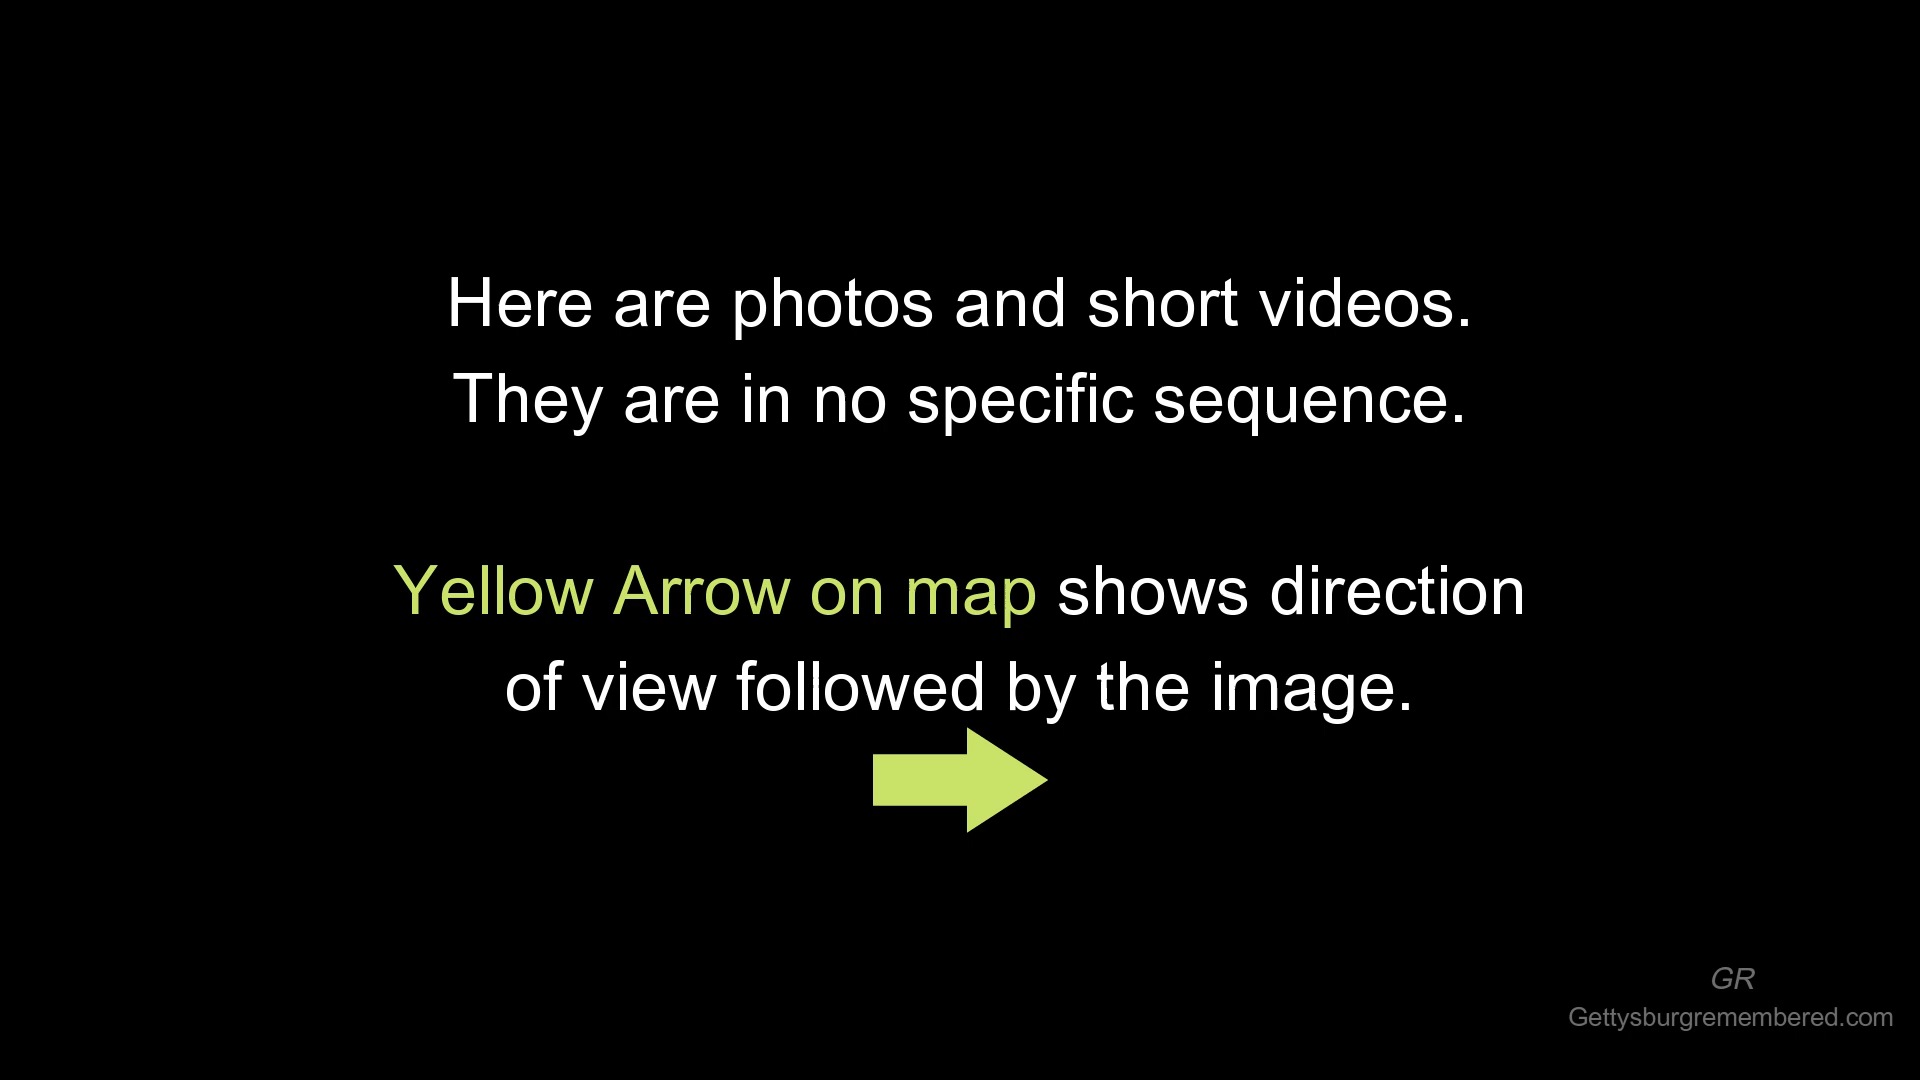 Here are photos and short videos.
They are in no specific sequence.
Yellow Arrow on map shows direction
of view followed by the image.
GR
Gettysburgremembered.com